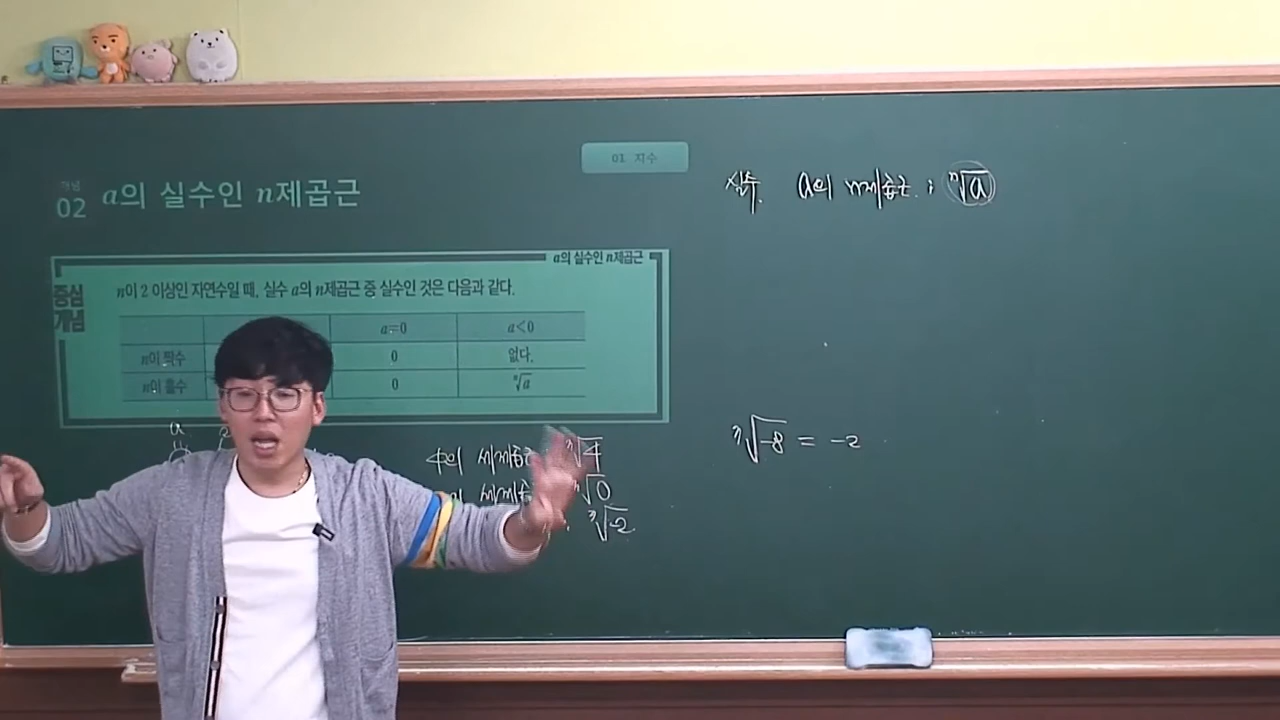 01 지수
개념
02 a의 실수인 n제곱근
a의 실수인 n제곱근
중심
개념
n이 2 이상인 자연수일 때, 실수 a의 n제곱근 중 실수인 것은 다음과 같다.
a=0 a<0
n이 짝수 0 없다.
n이 홀수 0 ⁿ√a
4의 세제곱근 ³√4
세제곱 ³√0
³√-2
실수 a의 n제곱근 : ⁿ√a
³√-8 = -2